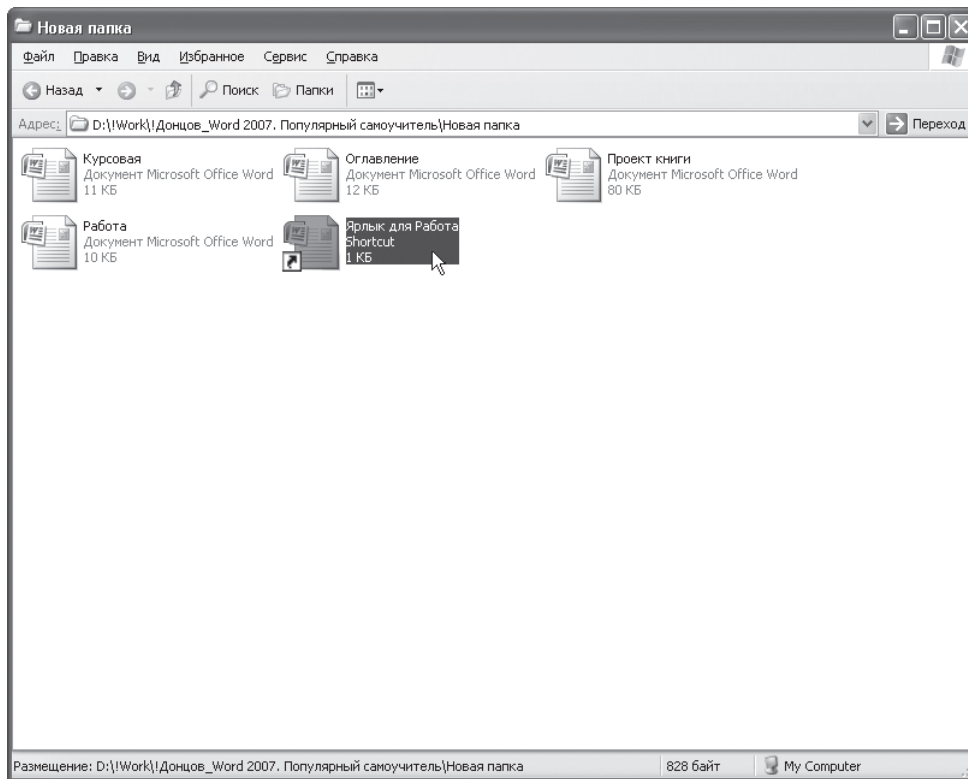 Новая папка
Файл Правка Вид Избранное Сервис Справка
Назад Поиск Папки
Адрес: D:\!Work\!Донцов_Word 2007. Популярный самоучитель\Новая папка Переход
Курсовая
Документ Microsoft Office Word
11 КБ
Оглавление
Документ Microsoft Office Word
12 КБ
Проект книги
Документ Microsoft Office Word
80 КБ
Работа
Документ Microsoft Office Word
10 КБ
Ярлык для Работа
Shortcut
1 КБ
Размещение: D:\!Work\!Донцов_Word 2007. Популярный самоучитель\Новая папка 828 байт My Computer